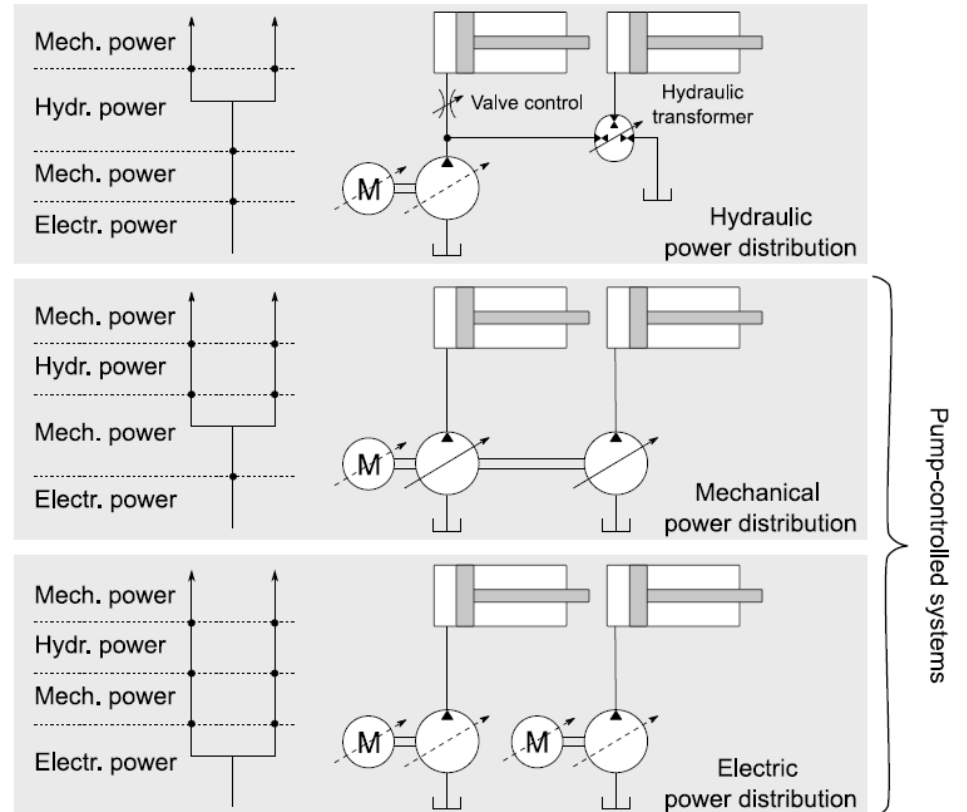 Mech. power
Hydr. power
Mech. power
Electr. power
Valve control
Hydraulic
transformer
M
Hydraulic
power distribution
Mech. power
Hydr. power
Mech. power
Electr. power
M
Mechanical
power distribution
Mech. power
Hydr. power
Mech. power
Electr. power
M
M
Electric
power distribution
Pump-controlled systems